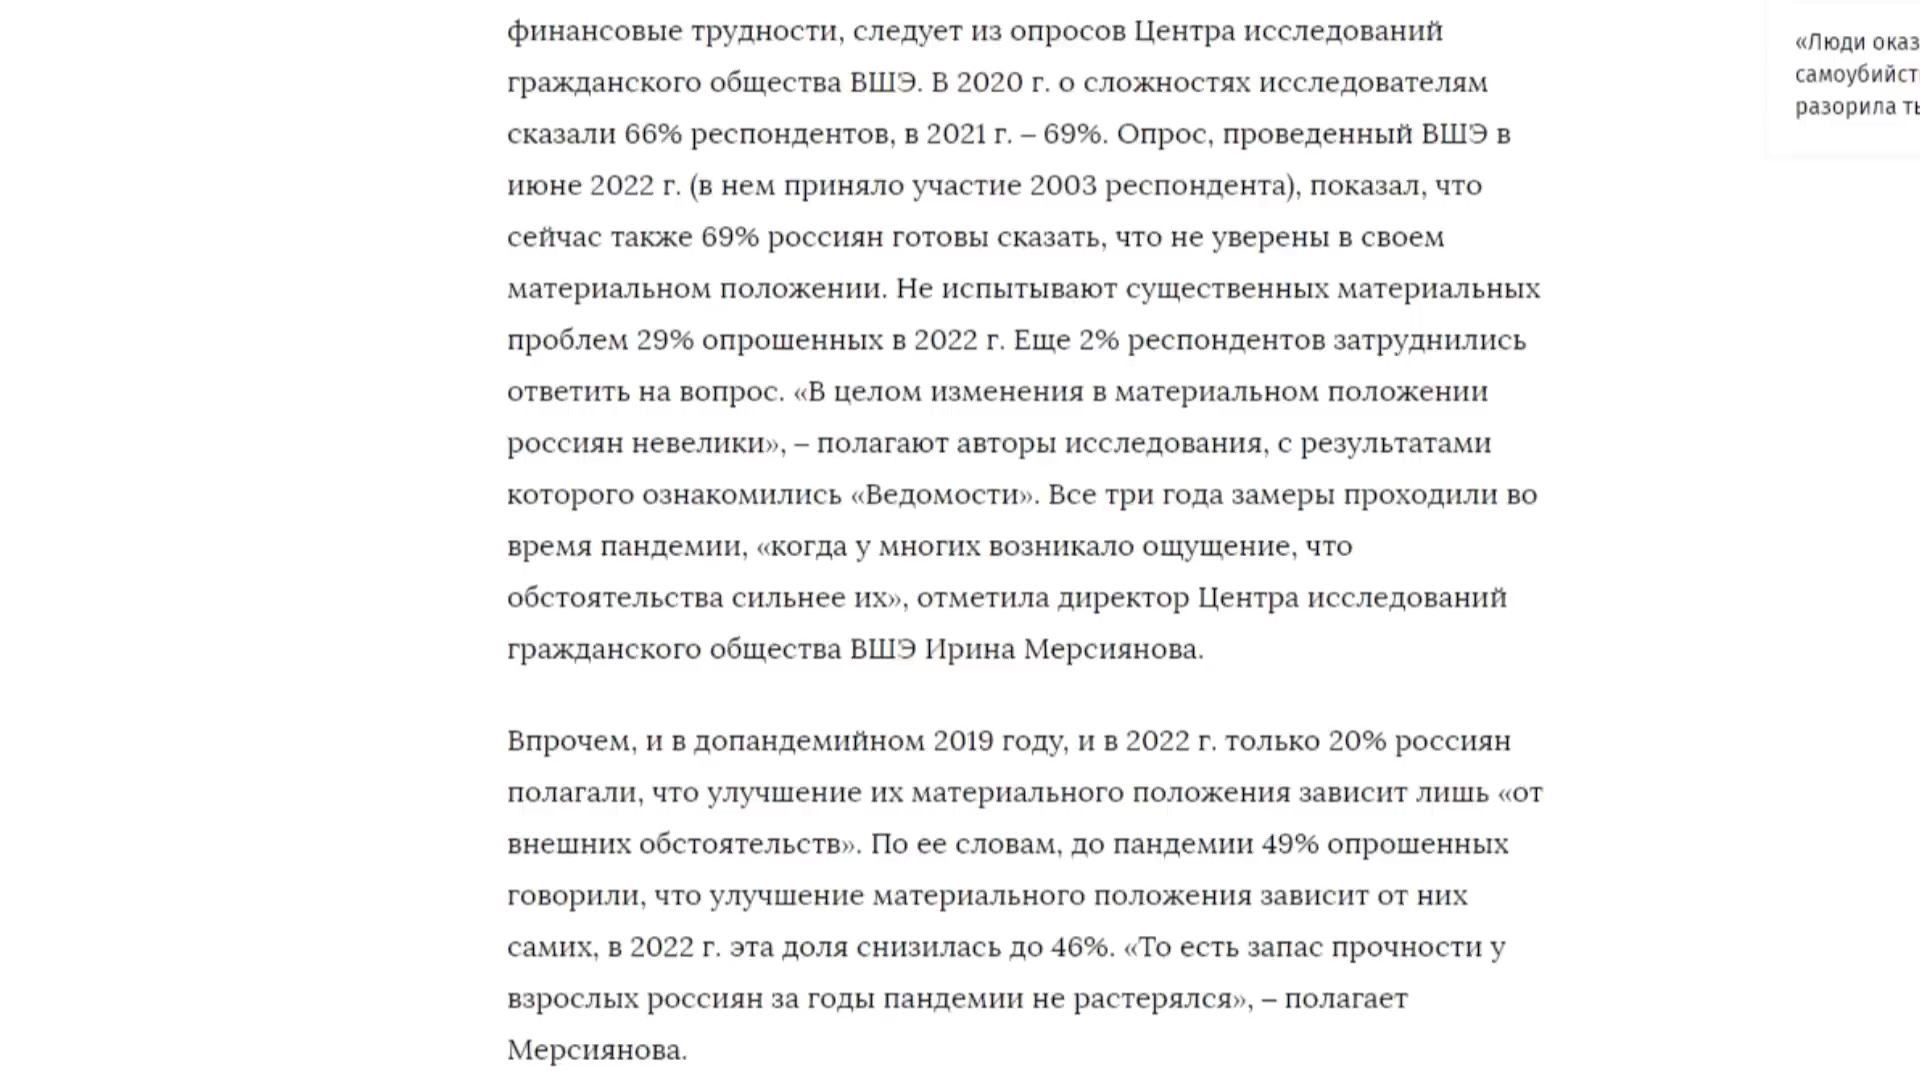 финансовые трудности, следует из опросов Центра исследований
гражданского общества ВШЭ. В 2020 г. о сложностях исследователям
сказали 66% респондентов, в 2021 г. – 69%. Опрос, проведенный ВШЭ в
июне 2022 г. (в нем приняло участие 2003 респондента), показал, что
сейчас также 69% россиян готовы сказать, что не уверены в своем
материальном положении. Не испытывают существенных материальных
проблем 29% опрошенных в 2022 г. Еще 2% респондентов затруднились
ответить на вопрос. «В целом изменения в материальном положении
россиян невелики», – полагают авторы исследования, с результатами
которого ознакомились «Ведомости». Все три года замеры проходили во
время пандемии, «когда у многих возникало ощущение, что
обстоятельства сильнее их», отметила директор Центра исследований
гражданского общества ВШЭ Ирина Мерсиянова.
Впрочем, и в допандемийном 2019 году, и в 2022 г. только 20% россиян
полагали, что улучшение их материального положения зависит лишь «от
внешних обстоятельств». По ее словам, до пандемии 49% опрошенных
говорили, что улучшение материального положения зависит от них
самих, в 2022 г. эта доля снизилась до 46%. «То есть запас прочности у
взрослых россиян за годы пандемии не растерялся», – полагает
Мерсиянова.
«Люди оказ
самоубийст
разорила ты